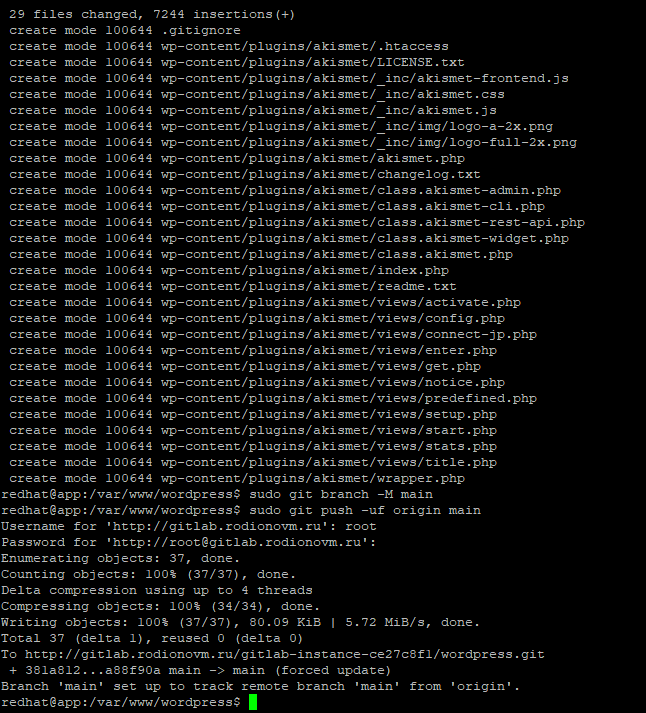 29 files changed, 7244 insertions(+)
create mode 100644 .gitignore
create mode 100644 wp-content/plugins/akismet/.htaccess
create mode 100644 wp-content/plugins/akismet/LICENSE.txt
create mode 100644 wp-content/plugins/akismet/_inc/akismet-frontend.js
create mode 100644 wp-content/plugins/akismet/_inc/akismet.css
create mode 100644 wp-content/plugins/akismet/_inc/akismet.js
create mode 100644 wp-content/plugins/akismet/_inc/img/logo-a-2x.png
create mode 100644 wp-content/plugins/akismet/_inc/img/logo-full-2x.png
create mode 100644 wp-content/plugins/akismet/akismet.php
create mode 100644 wp-content/plugins/akismet/changelog.txt
create mode 100644 wp-content/plugins/akismet/class.akismet-admin.php
create mode 100644 wp-content/plugins/akismet/class.akismet-cli.php
create mode 100644 wp-content/plugins/akismet/class.akismet-rest-api.php
create mode 100644 wp-content/plugins/akismet/class.akismet-widget.php
create mode 100644 wp-content/plugins/akismet/class.akismet.php
create mode 100644 wp-content/plugins/akismet/index.php
create mode 100644 wp-content/plugins/akismet/readme.txt
create mode 100644 wp-content/plugins/akismet/views/activate.php
create mode 100644 wp-content/plugins/akismet/views/config.php
create mode 100644 wp-content/plugins/akismet/views/connect-jp.php
create mode 100644 wp-content/plugins/akismet/views/enter.php
create mode 100644 wp-content/plugins/akismet/views/get.php
create mode 100644 wp-content/plugins/akismet/views/notice.php
create mode 100644 wp-content/plugins/akismet/views/predefined.php
create mode 100644 wp-content/plugins/akismet/views/setup.php
create mode 100644 wp-content/plugins/akismet/views/start.php
create mode 100644 wp-content/plugins/akismet/views/stats.php
create mode 100644 wp-content/plugins/akismet/views/title.php
create mode 100644 wp-content/plugins/akismet/wrapper.php
redhat@app:/var/www/wordpress$ sudo git branch -M main
redhat@app:/var/www/wordpress$ sudo git push -uf origin main
Username for 'http://gitlab.rodionovm.ru': root
Password for 'http://root@gitlab.rodionovm.ru':
Enumerating objects: 37, done.
Counting objects: 100% (37/37), done.
Delta compression using up to 4 threads
Compressing objects: 100% (34/34), done.
Writing objects: 100% (37/37), 80.09 KiB | 5.72 MiB/s, done.
Total 37 (delta 1), reused 0 (delta 0)
To http://gitlab.rodionovm.ru/gitlab-instance-ce27c8f1/wordpress.git
+ 381a812...a88f90a main -> main (forced update)
Branch 'main' set up to track remote branch 'main' from 'origin'.
redhat@app:/var/www/wordpress$